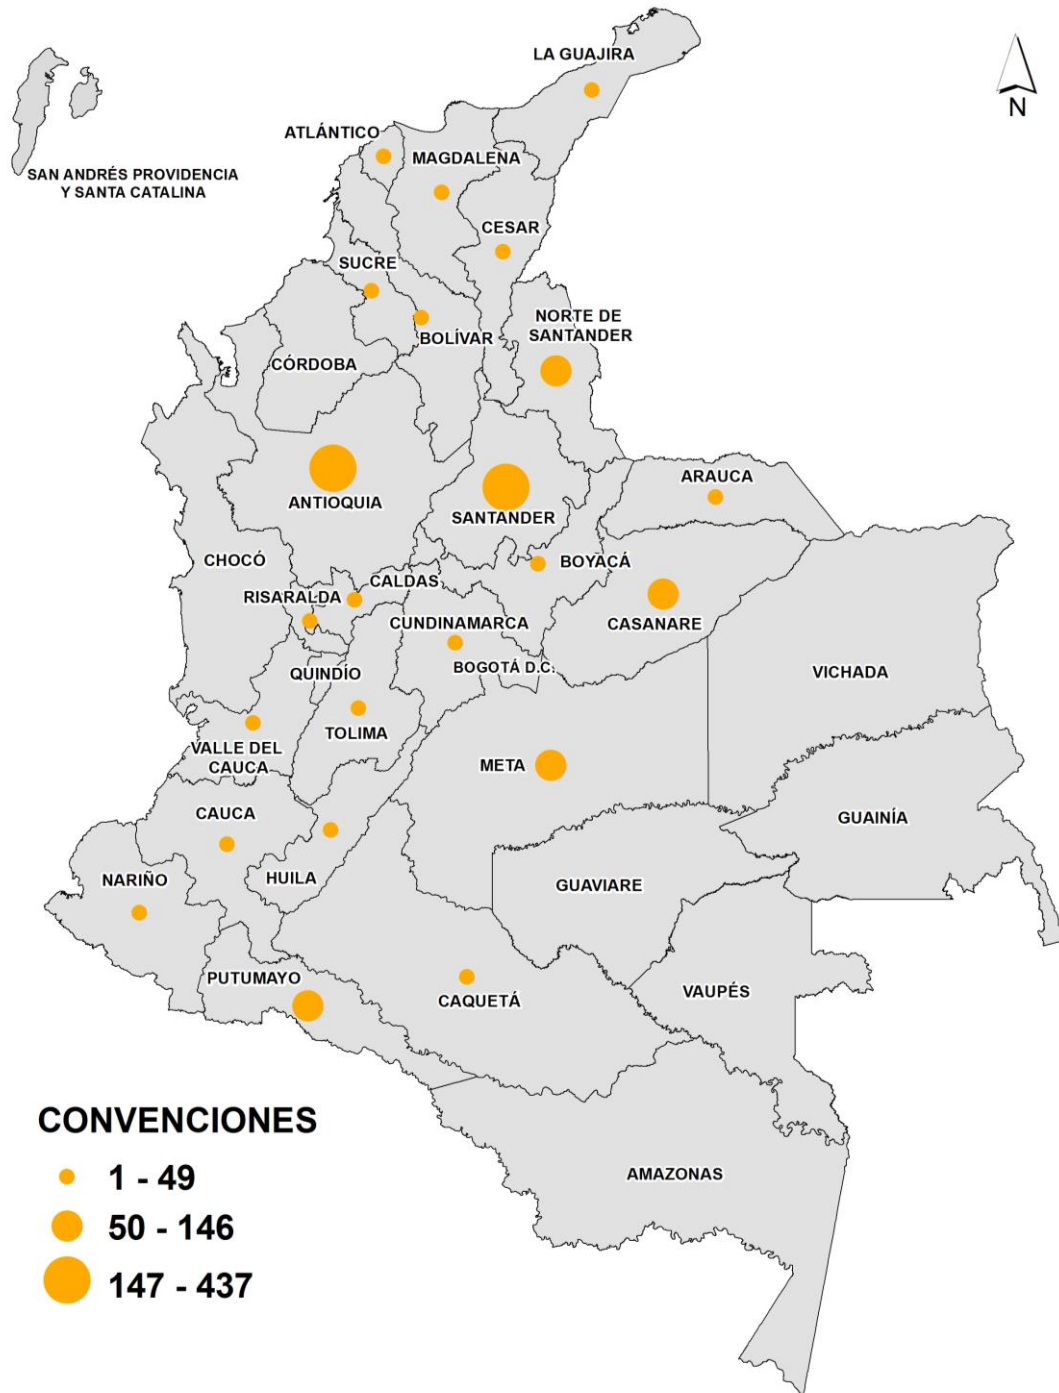 LA GUAJIRA
N
ATLÁNTICO
MAGDALENA
SAN ANDRÉS PROVIDENCIA
Y SANTA CATALINA
CESAR
SUCRE
NORTE DE
SANTANDER
BOLÍVAR
CÓRDOBA
ARAUCA
ANTIOQUIA
SANTANDER
CHOCÓ
BOYACÁ
CALDAS
RISARALDA
CUNDINAMARCA
CASANARE
BOGOTÁ D.C.
QUINDÍO
VICHADA
TOLIMA
VALLE DEL
CAUCA
META
CAUCA
GUAINÍA
NARIÑO
HUILA
GUAVIARE
PUTUMAYO
VAUPÉS
CAQUETÁ
AMAZONAS
CONVENCIONES
1 - 49
50 - 146
147 - 437